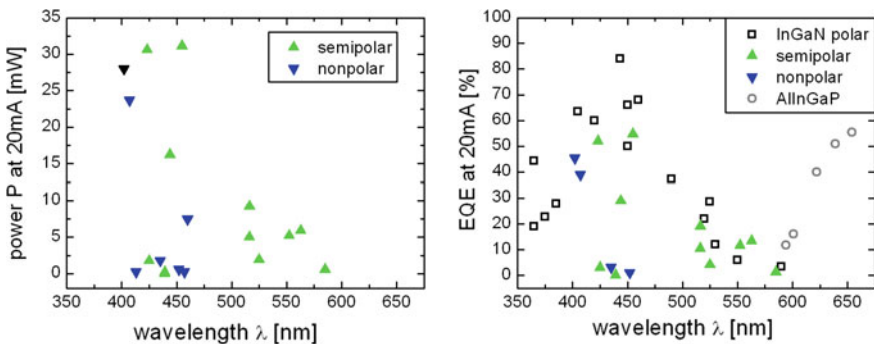 power P at 20mA [mW]
35
30
25
20
15
10
5
0
semipolar
nonpolar
350 400 450 500 550 600 650
wavelength λ [nm]
EQE at 20mA [%]
100
90
80
70
60
50
40
30
20
10
0
InGaN polar
semipolar
nonpolar
AlInGaP
350 400 450 500 550 600 650
wavelength λ [nm]